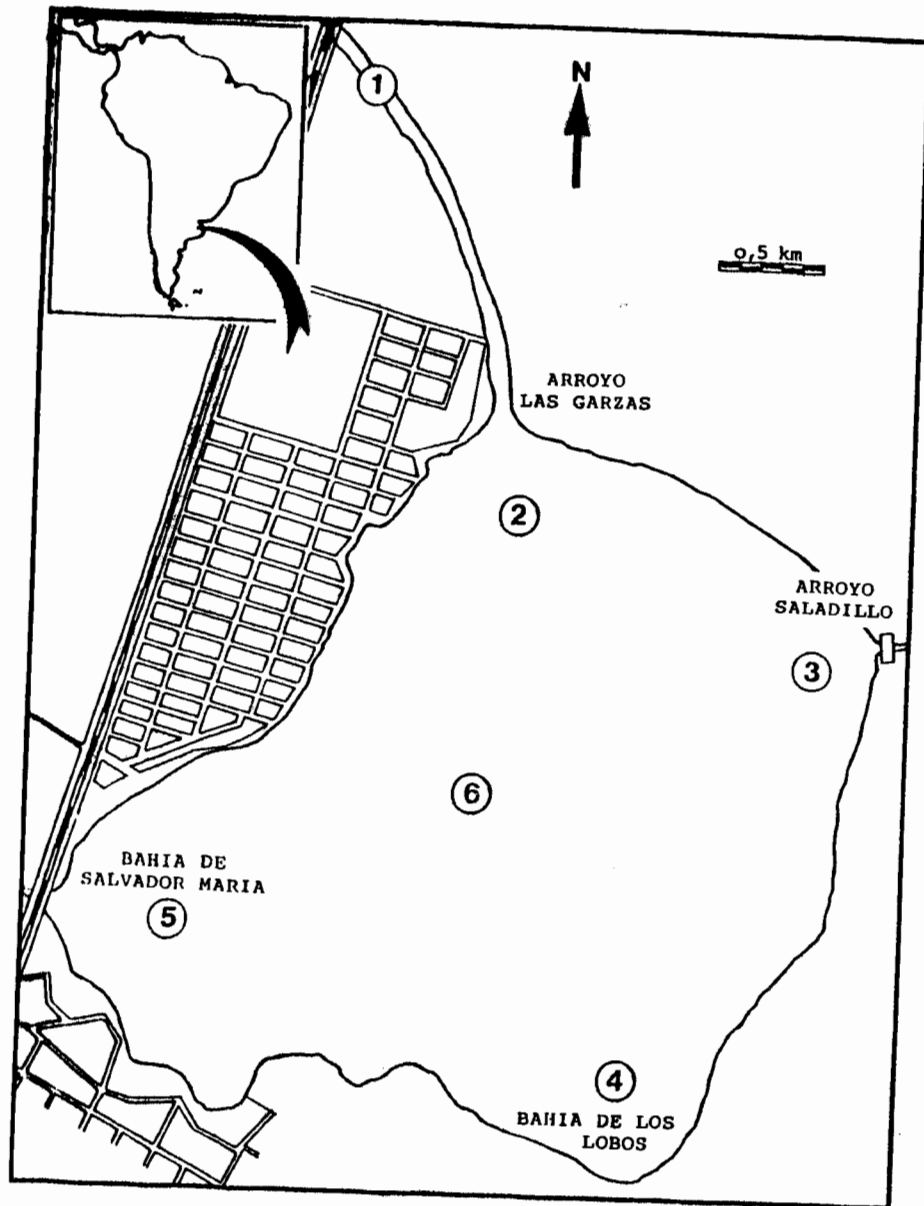 1
N
0,5 km
ARROYO
LAS GARZAS
2
ARROYO
SALADILLO
3
6
BAHIA DE
SALVADOR MARIA
5
4
BAHIA DE LOS
LOBOS